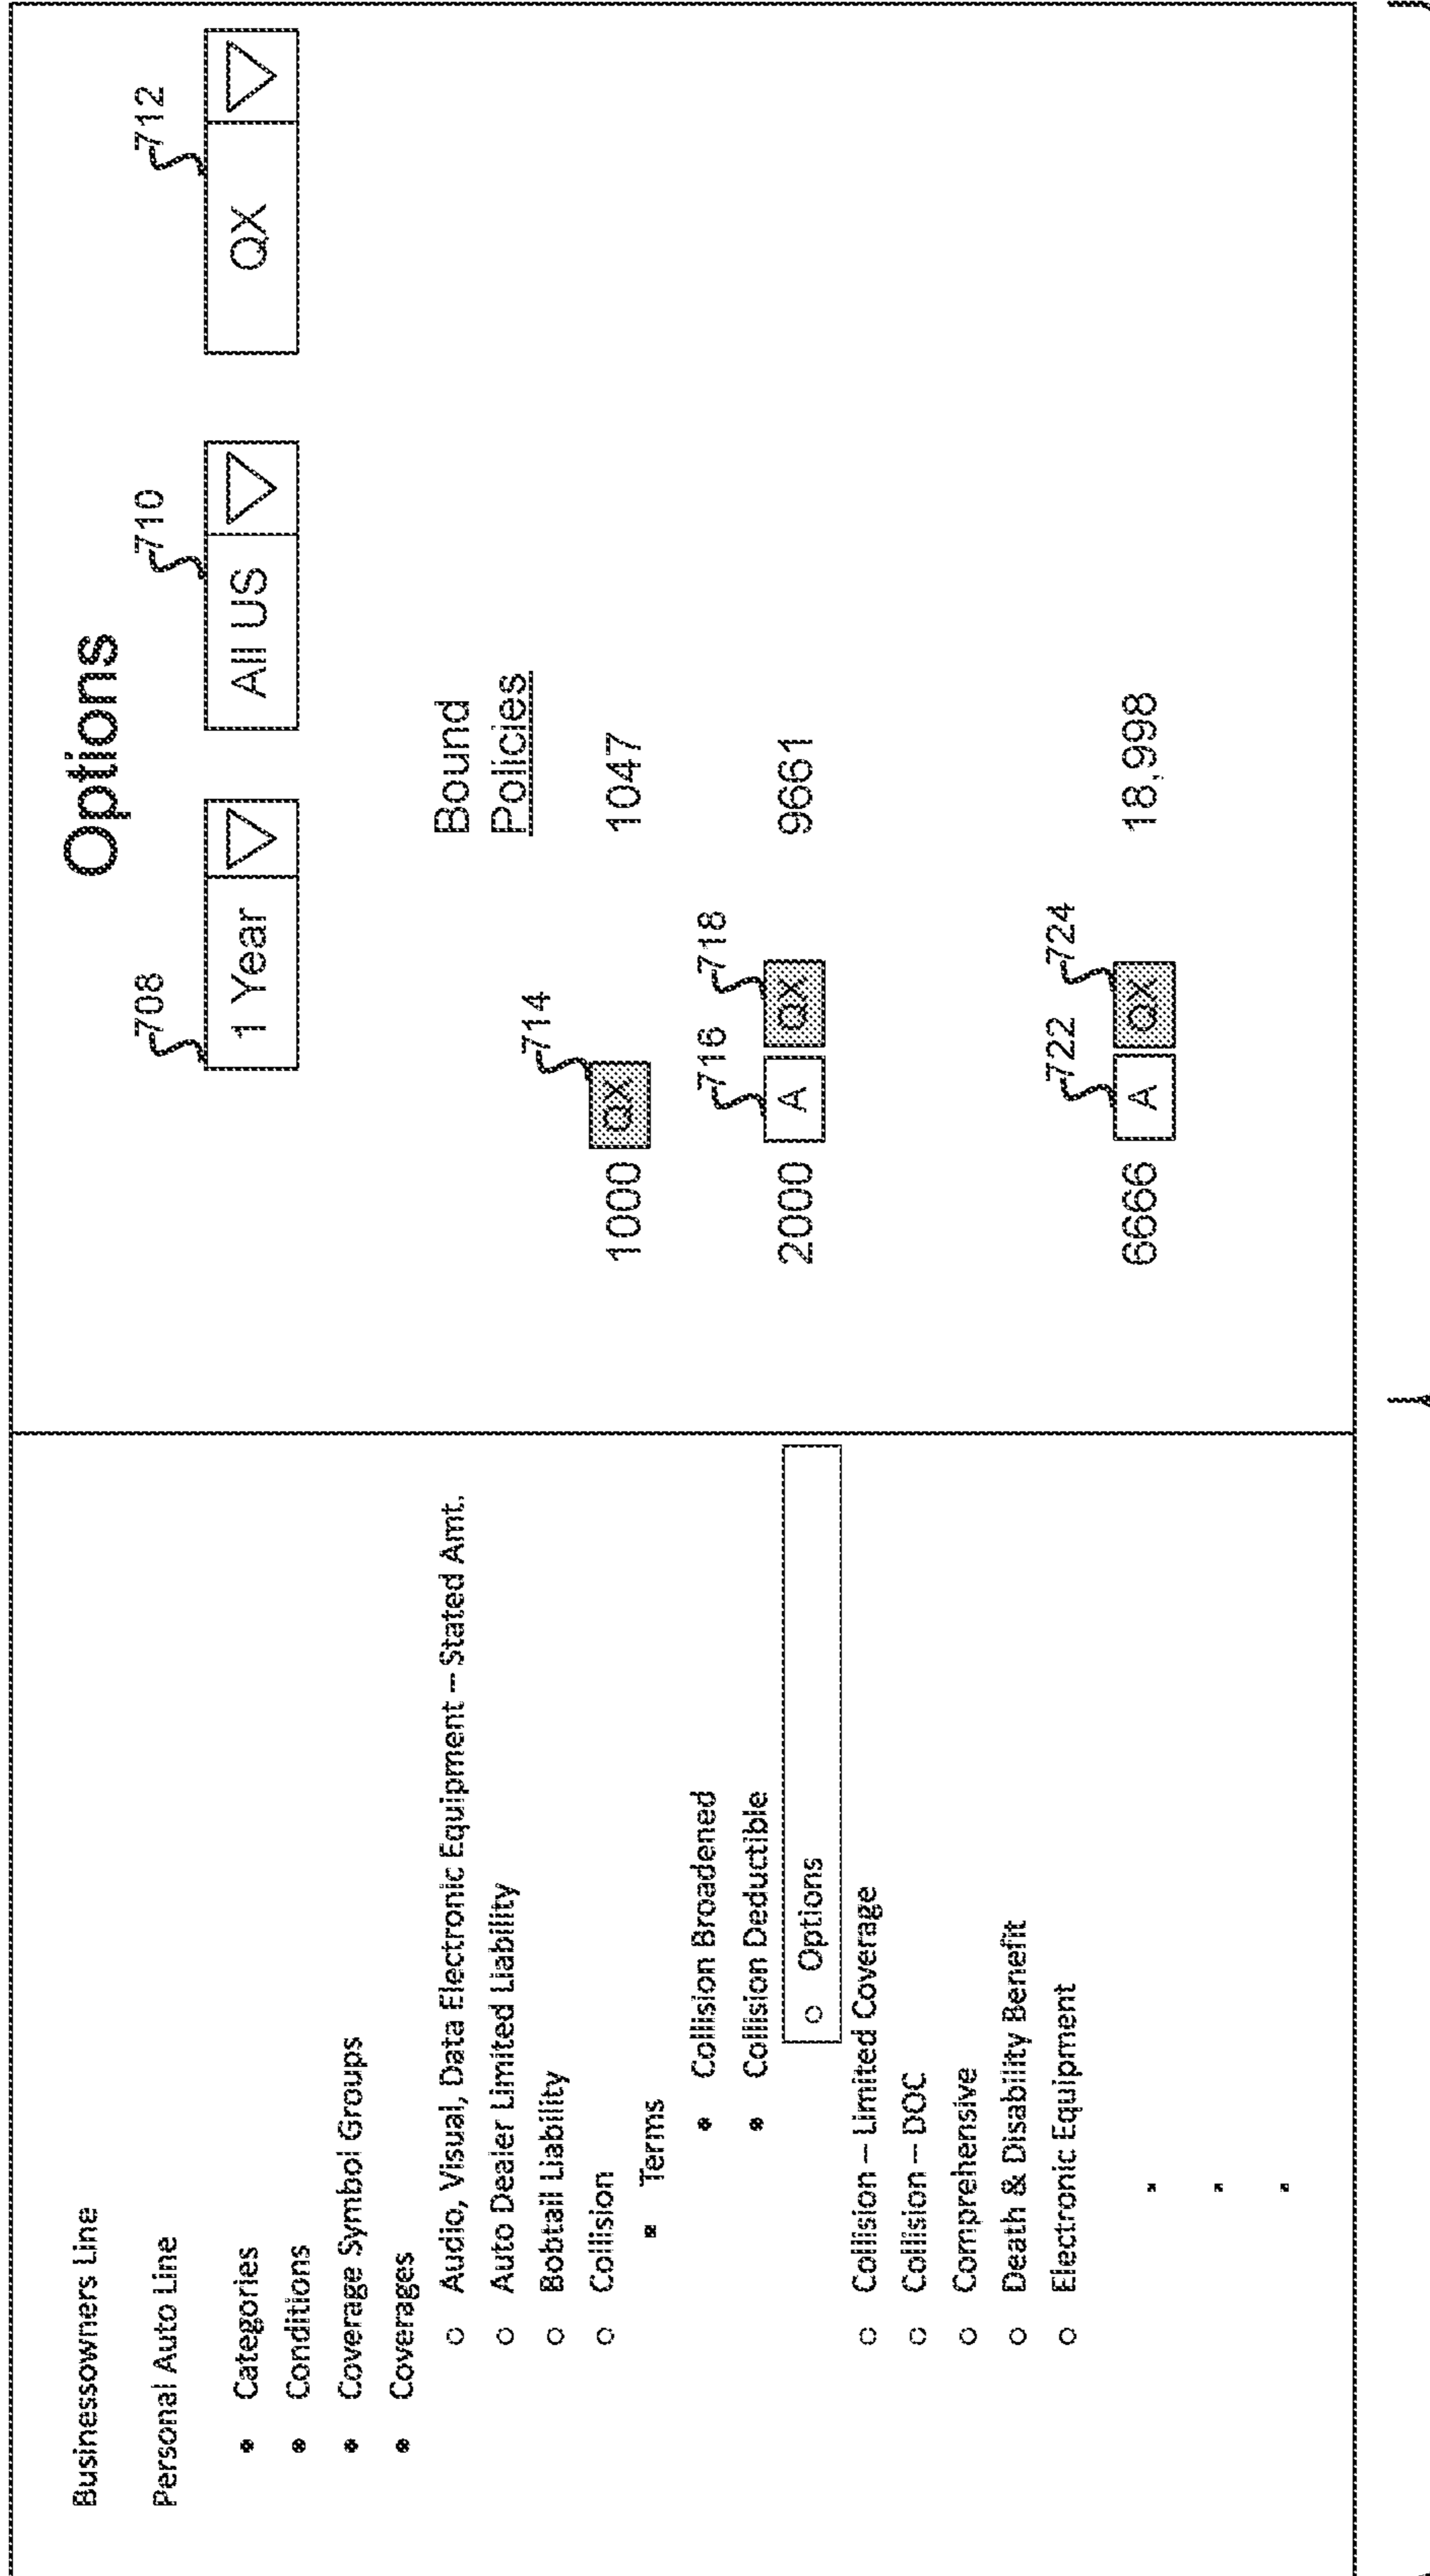 Businessowners Line
Personal Auto Line
• Categories
• Conditions
• Coverage Symbol Groups
• Coverages
○ Audio, Visual, Data Electronic Equipment – Stated Amt.
○ Auto Dealer Limited Liability
○ Bobtail Liability
○ Collision
▪ Terms
• Collision Broadened
• Collision Deductible
○ Options
○ Collision – Limited Coverage
○ Collision – DOC
○ Comprehensive
○ Death & Disability Benefit
○ Electronic Equipment
Options
708 710 712
1 Year All US QX
Bound
Policies
714
1000 QX 1047
716 718
2000 A QX 9661
722 724
6666 A QX 18,998